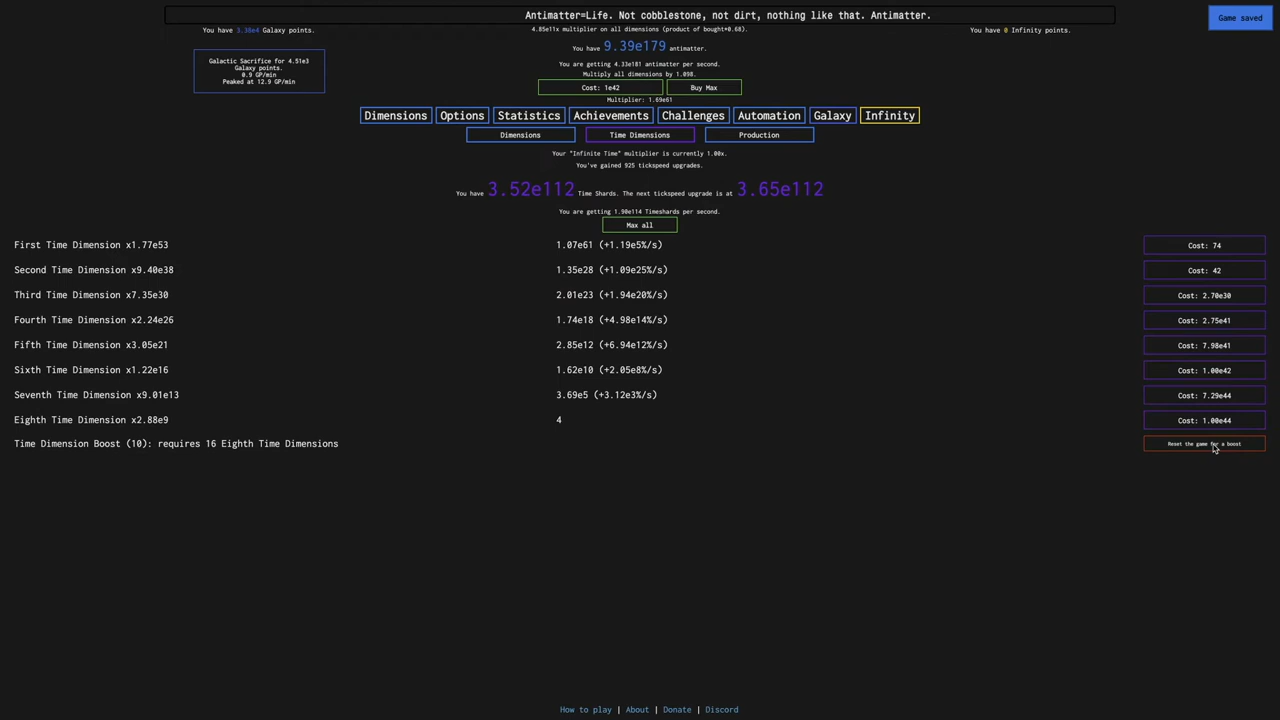 Antimatter=Life. Not cobblestone, not dirt, nothing like that. Antimatter.
Game saved
You have 3.38e4 Galaxy points.
4.85e11x multiplier on all dimensions (product of bought*0.68).
You have 0 Infinity points.
You have 9.39e179 antimatter.
Galactic Sacrifice for 4.51e3
Galaxy points.
0.9 GP/min
Peaked at 12.9 GP/min
You are getting 4.33e181 antimatter per second.
Multiply all dimensions by 1.098.
Cost: 1e42 Buy Max
Multiplier: 1.69e61
Dimensions Options Statistics Achievements Challenges Automation Galaxy Infinity
Dimensions Time Dimensions Production
Your "Infinite Time" multiplier is currently 1.00x.
You've gained 925 tickspeed upgrades.
You have 3.52e112 Time Shards. The next tickspeed upgrade is at 3.65e112
You are getting 1.90e114 Timeshards per second.
Max all
First Time Dimension x1.77e53 1.07e61 (+1.19e5%/s) Cost: 74
Second Time Dimension x9.40e38 1.35e28 (+1.09e25%/s) Cost: 42
Third Time Dimension x7.35e30 2.01e23 (+1.94e20%/s) Cost: 2.70e30
Fourth Time Dimension x2.24e26 1.74e18 (+4.98e14%/s) Cost: 2.75e41
Fifth Time Dimension x3.05e21 2.85e12 (+6.94e12%/s) Cost: 7.98e41
Sixth Time Dimension x1.22e16 1.62e10 (+2.05e8%/s) Cost: 1.00e42
Seventh Time Dimension x9.01e13 3.69e5 (+3.12e3%/s) Cost: 7.29e44
Eighth Time Dimension x2.88e9 4 Cost: 1.00e44
Time Dimension Boost (10): requires 16 Eighth Time Dimensions Reset the game for a boost
How to play | About | Donate | Discord